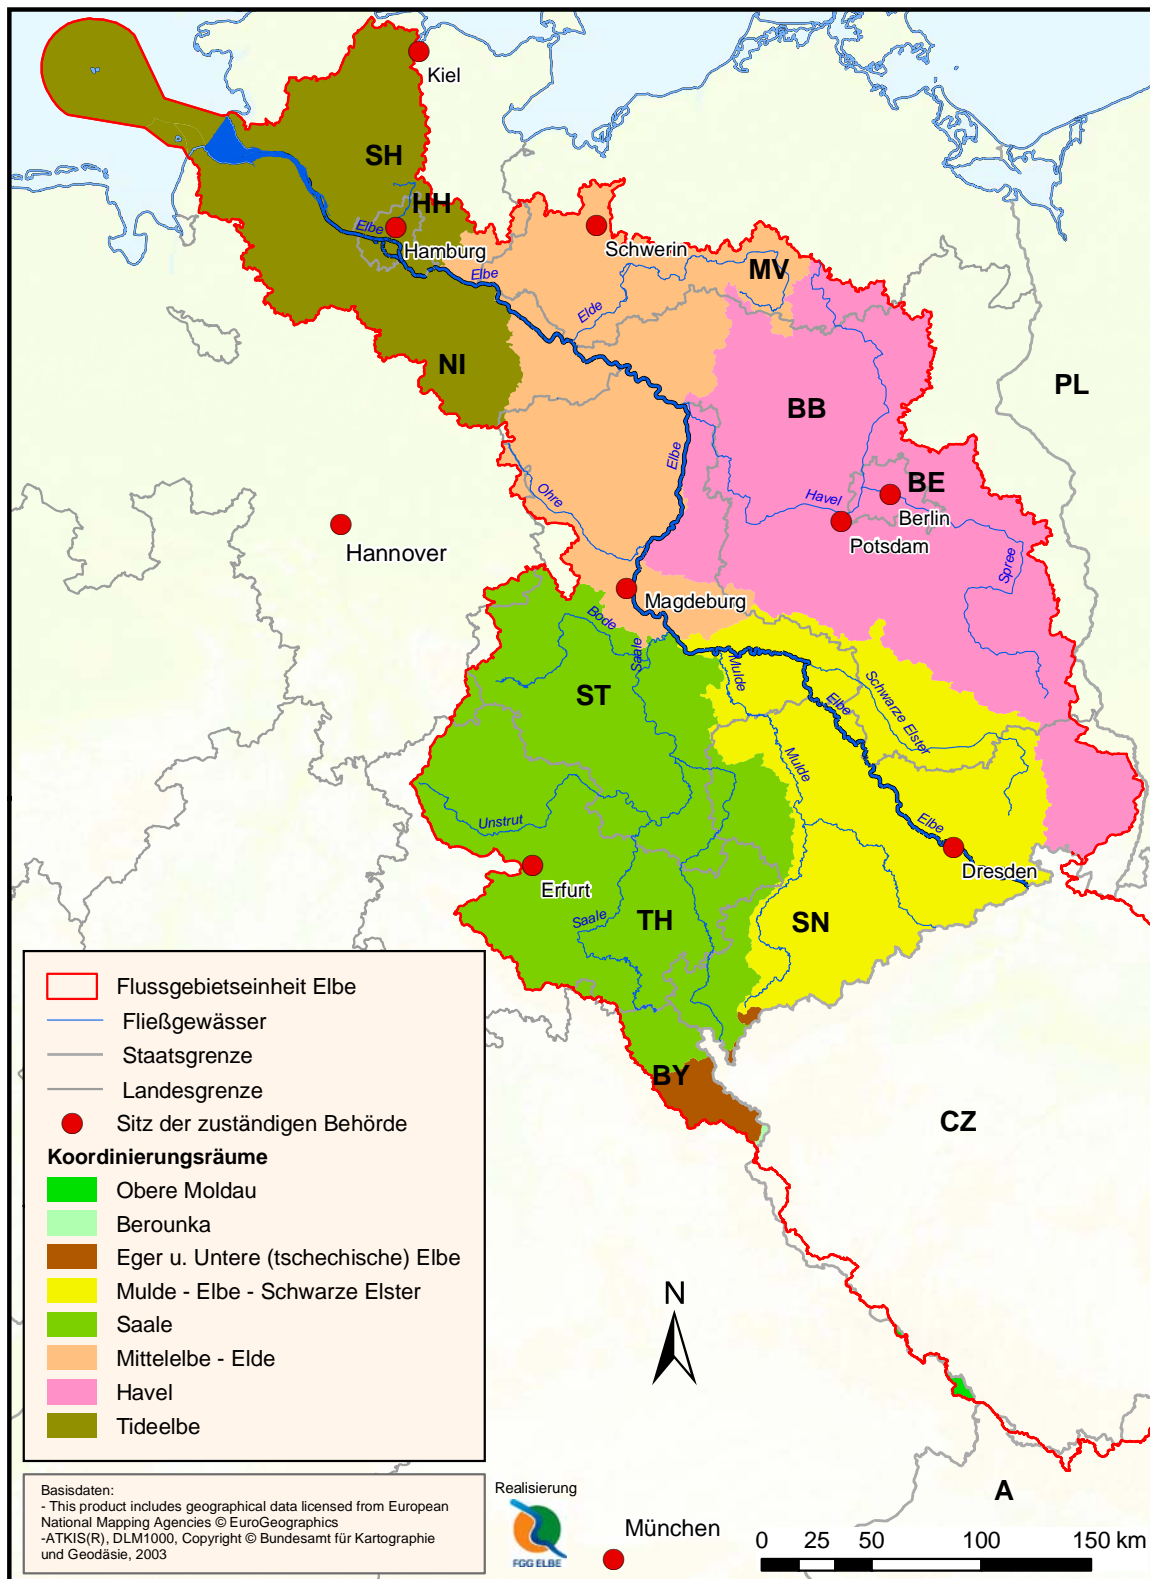 Kiel
SH
HH
Elbe
Hamburg
Schwerin
MV
Elbe
Elde
NI
PL
BB
Elbe
Ohre
Havel
BE
Berlin
Potsdam
Hannover
Spree
Magdeburg
Bode
Saale
Mulde
Schwarze Elster
ST
Elbe
Mulde
Unstrut
Elbe
Dresden
Erfurt
Saale
TH
SN
BY
CZ
Flussgebietseinheit Elbe
Fließgewässer
Staatsgrenze
Landesgrenze
Sitz der zuständigen Behörde
Koordinierungsräume
Obere Moldau
Berounka
Eger u. Untere (tschechische) Elbe
Mulde - Elbe - Schwarze Elster
Saale
Mittelelbe - Elde
Havel
Tideelbe
N
A
Basisdaten:
- This product includes geographical data licensed from European
National Mapping Agencies © EuroGeographics
-ATKIS(R), DLM1000, Copyright © Bundesamt für Kartographie
und Geodäsie, 2003
Realisierung
FGG ELBE
München
0 25 50 100 150 km